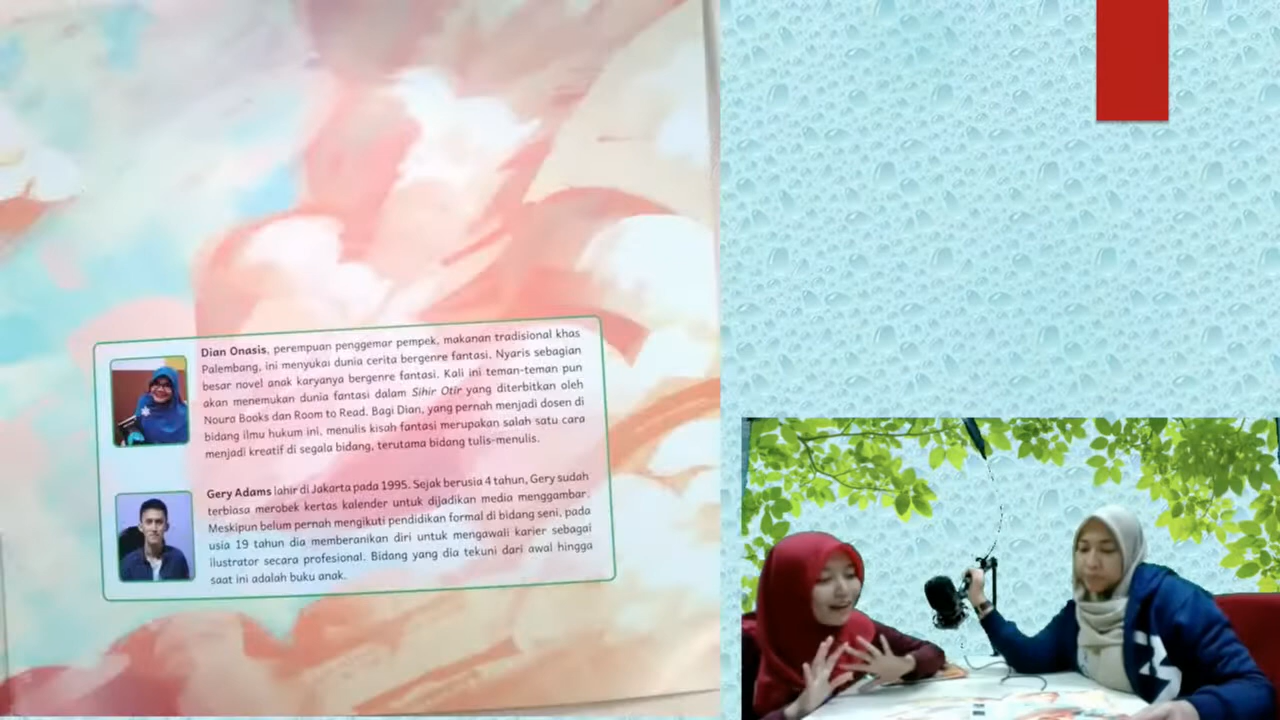 Dian Onasis, perempuan penggemar pempek, makanan tradisional khas
Palembang, ini menyukai dunia cerita bergenre fantasi. Nyaris sebagian
besar novel anak karyanya bergenre fantasi. Kali ini teman-teman pun
akan menemukan dunia fantasi dalam Sihir Otir yang diterbitkan oleh
Noura Books dan Room to Read. Bagi Dian, yang pernah menjadi dosen di
bidang ilmu hukum ini, menulis kisah fantasi merupakan salah satu cara
menjadi kreatif di segala bidang, terutama bidang tulis-menulis.
Gery Adams lahir di Jakarta pada 1995. Sejak berusia 4 tahun, Gery sudah
terbiasa merobek kertas kalender untuk dijadikan media menggambar.
Meskipun belum pernah mengikuti pendidikan formal di bidang seni, pada
usia 19 tahun dia memberanikan diri untuk mengawali karier sebagai
ilustrator secara profesional. Bidang yang dia tekuni dari awal hingga
saat ini adalah buku anak.